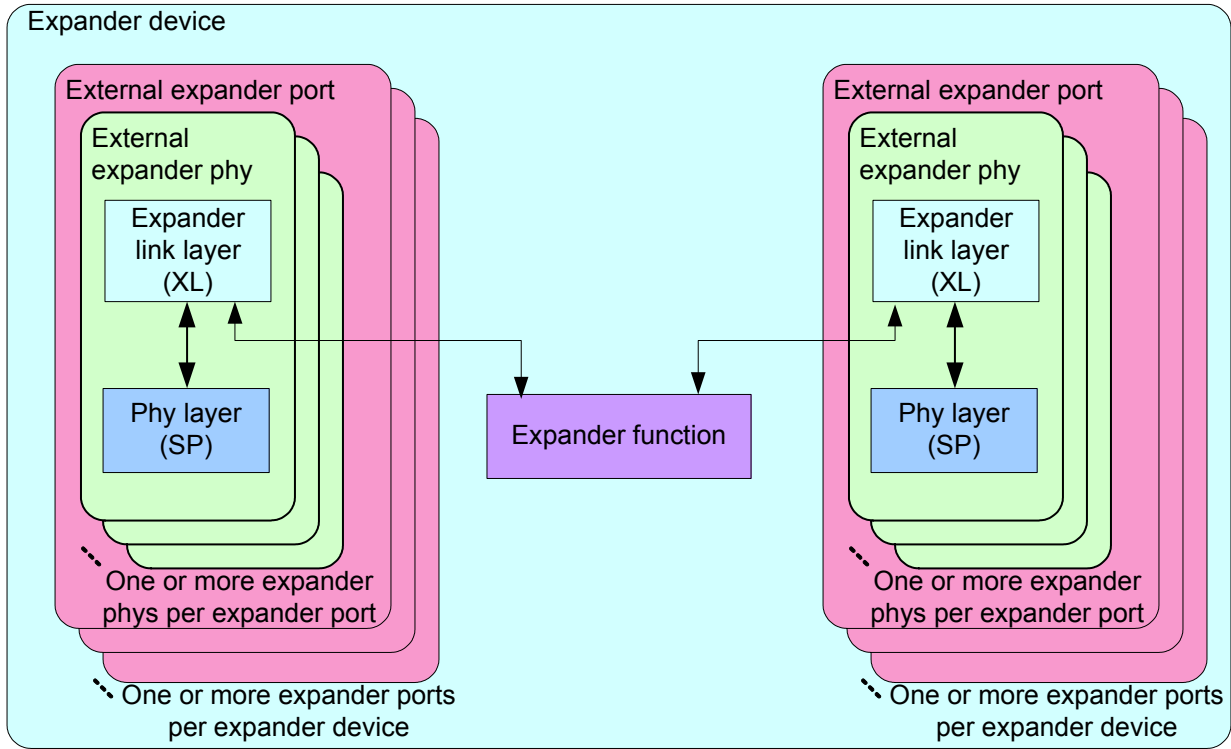 Expander device
External expander port
External
expander phy
Expander
link layer
(XL)
Phy layer
(SP)
One or more expander
phys per expander port
One or more expander ports
per expander device
Expander function
External expander port
External
expander phy
Expander
link layer
(XL)
Phy layer
(SP)
One or more expander
phys per expander port
One or more expander ports
per expander device